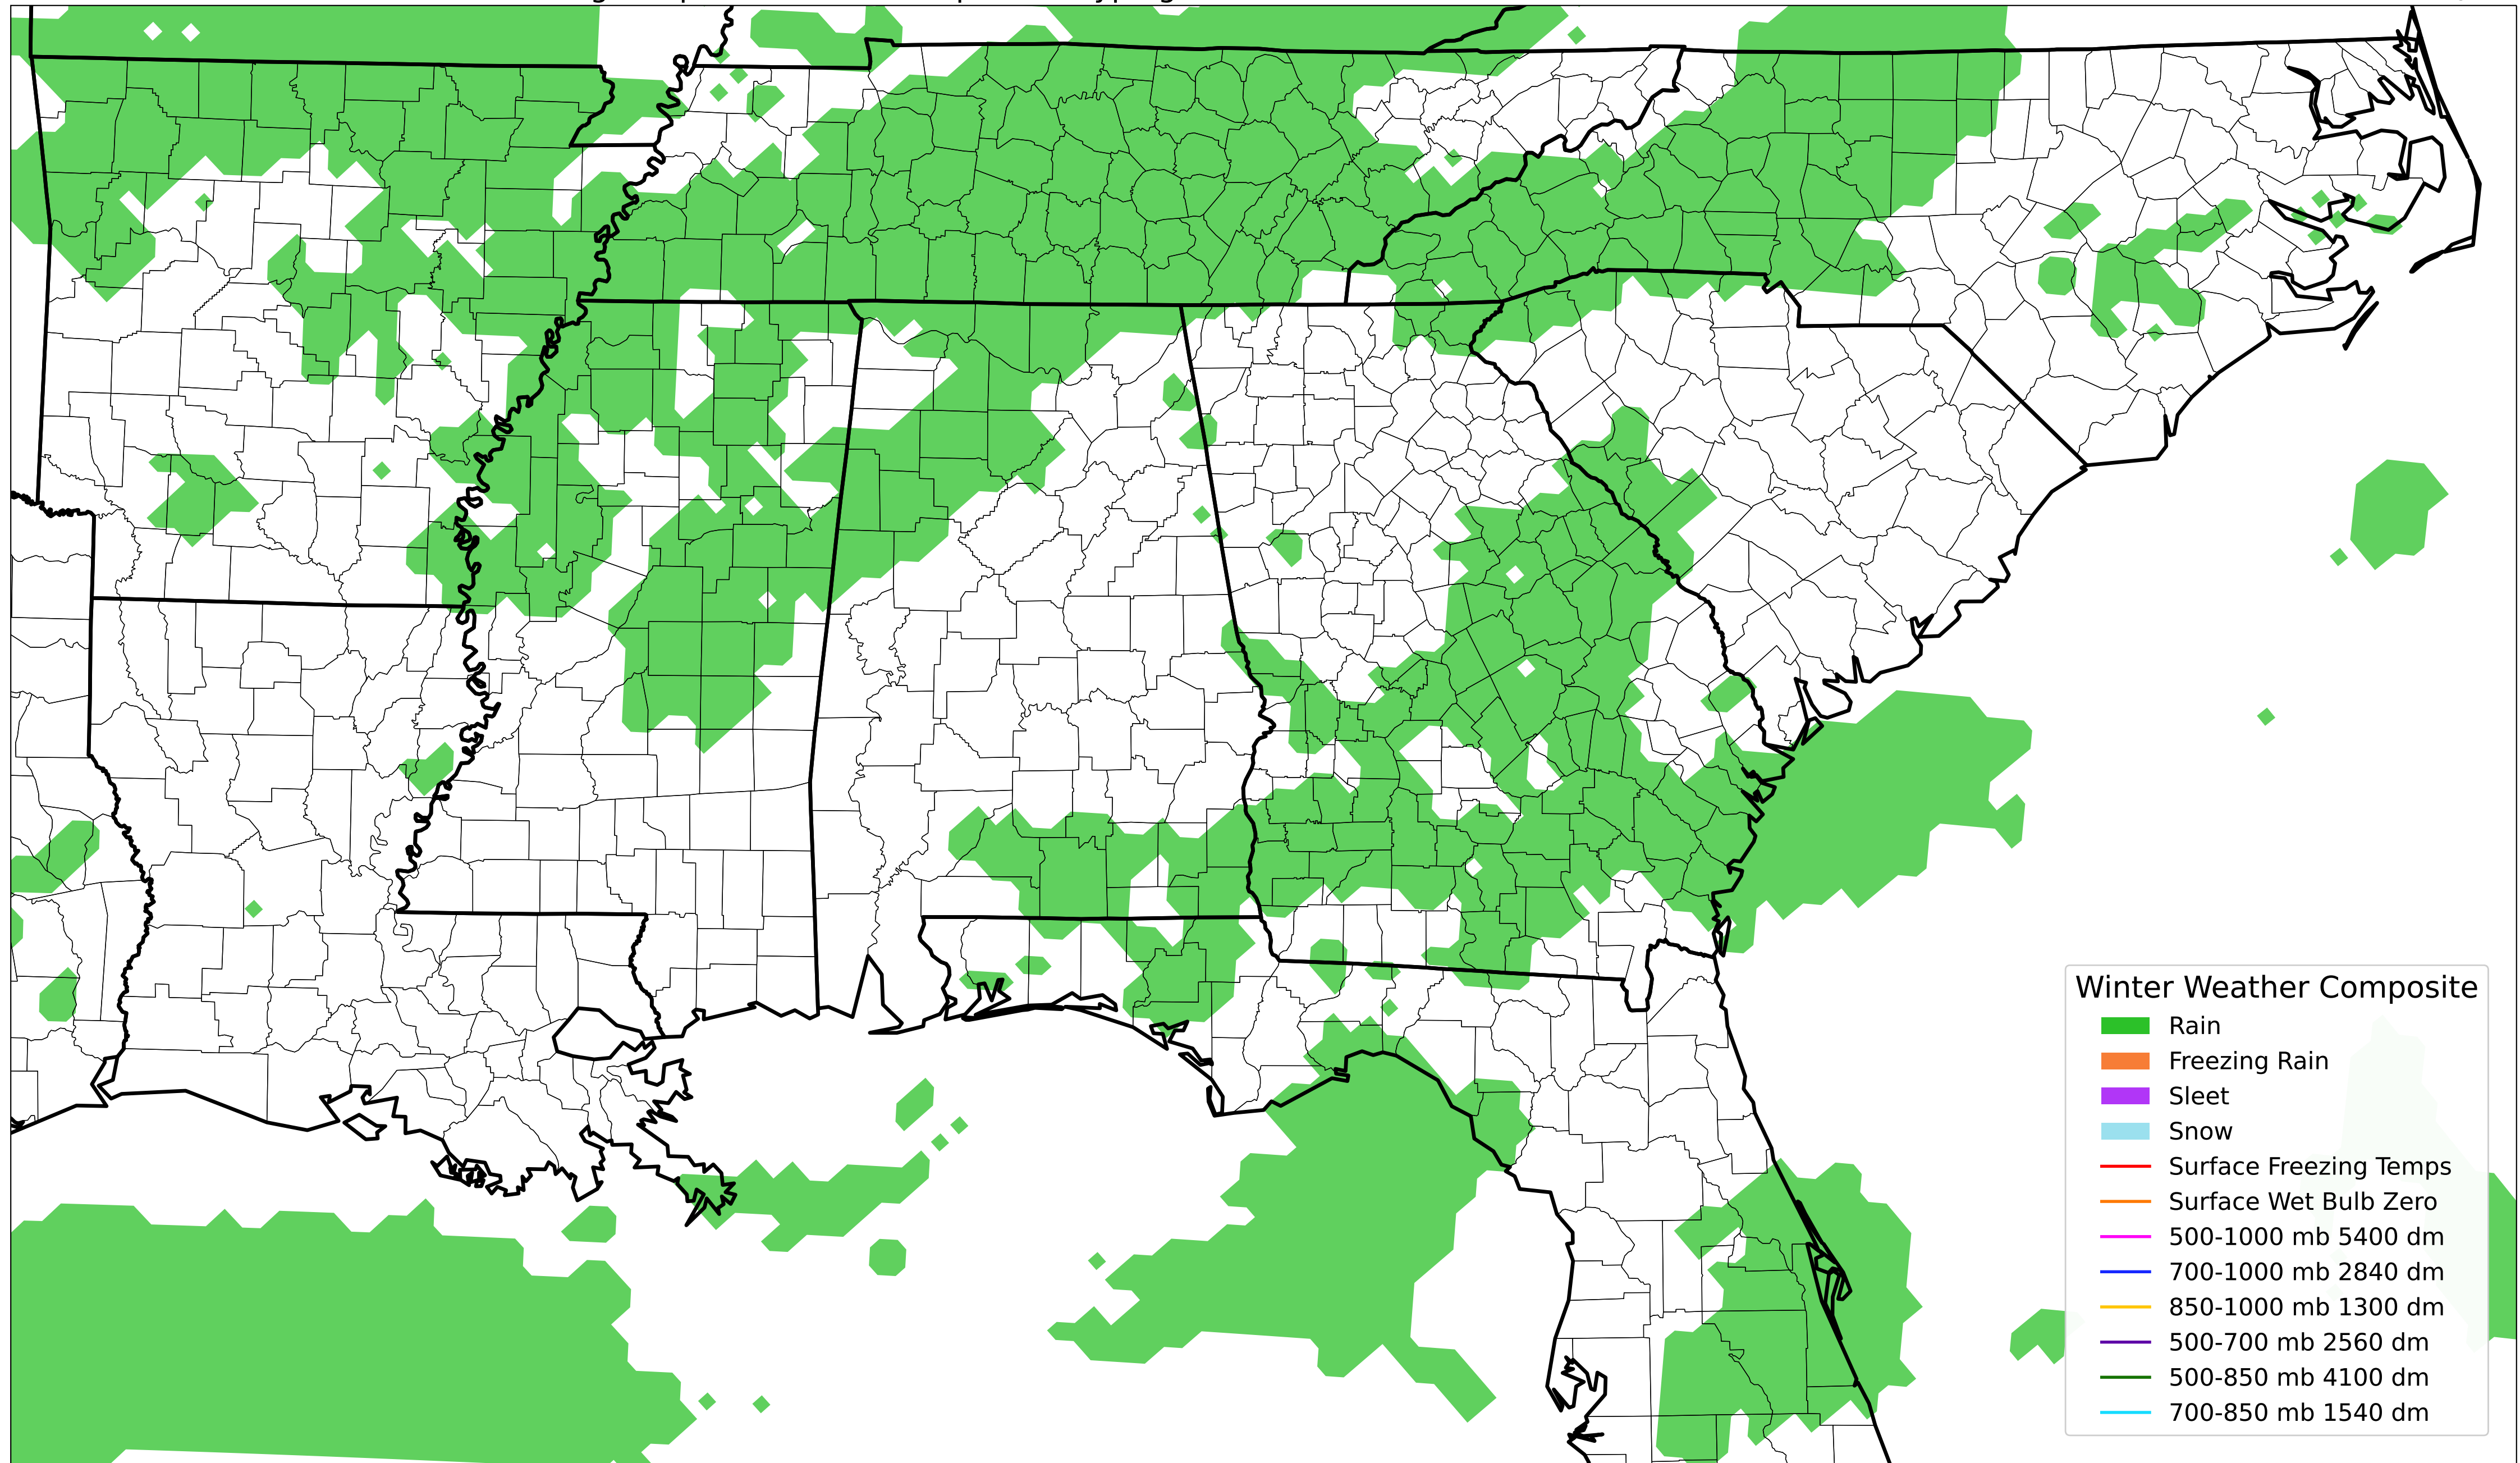 Winter Weather Composite
Rain
Freezing Rain
Sleet
Snow
Surface Freezing Temps
Surface Wet Bulb Zero
500-1000 mb 5400 dm
700-1000 mb 2840 dm
850-1000 mb 1300 dm
500-700 mb 2560 dm
500-850 mb 4100 dm
700-850 mb 1540 dm